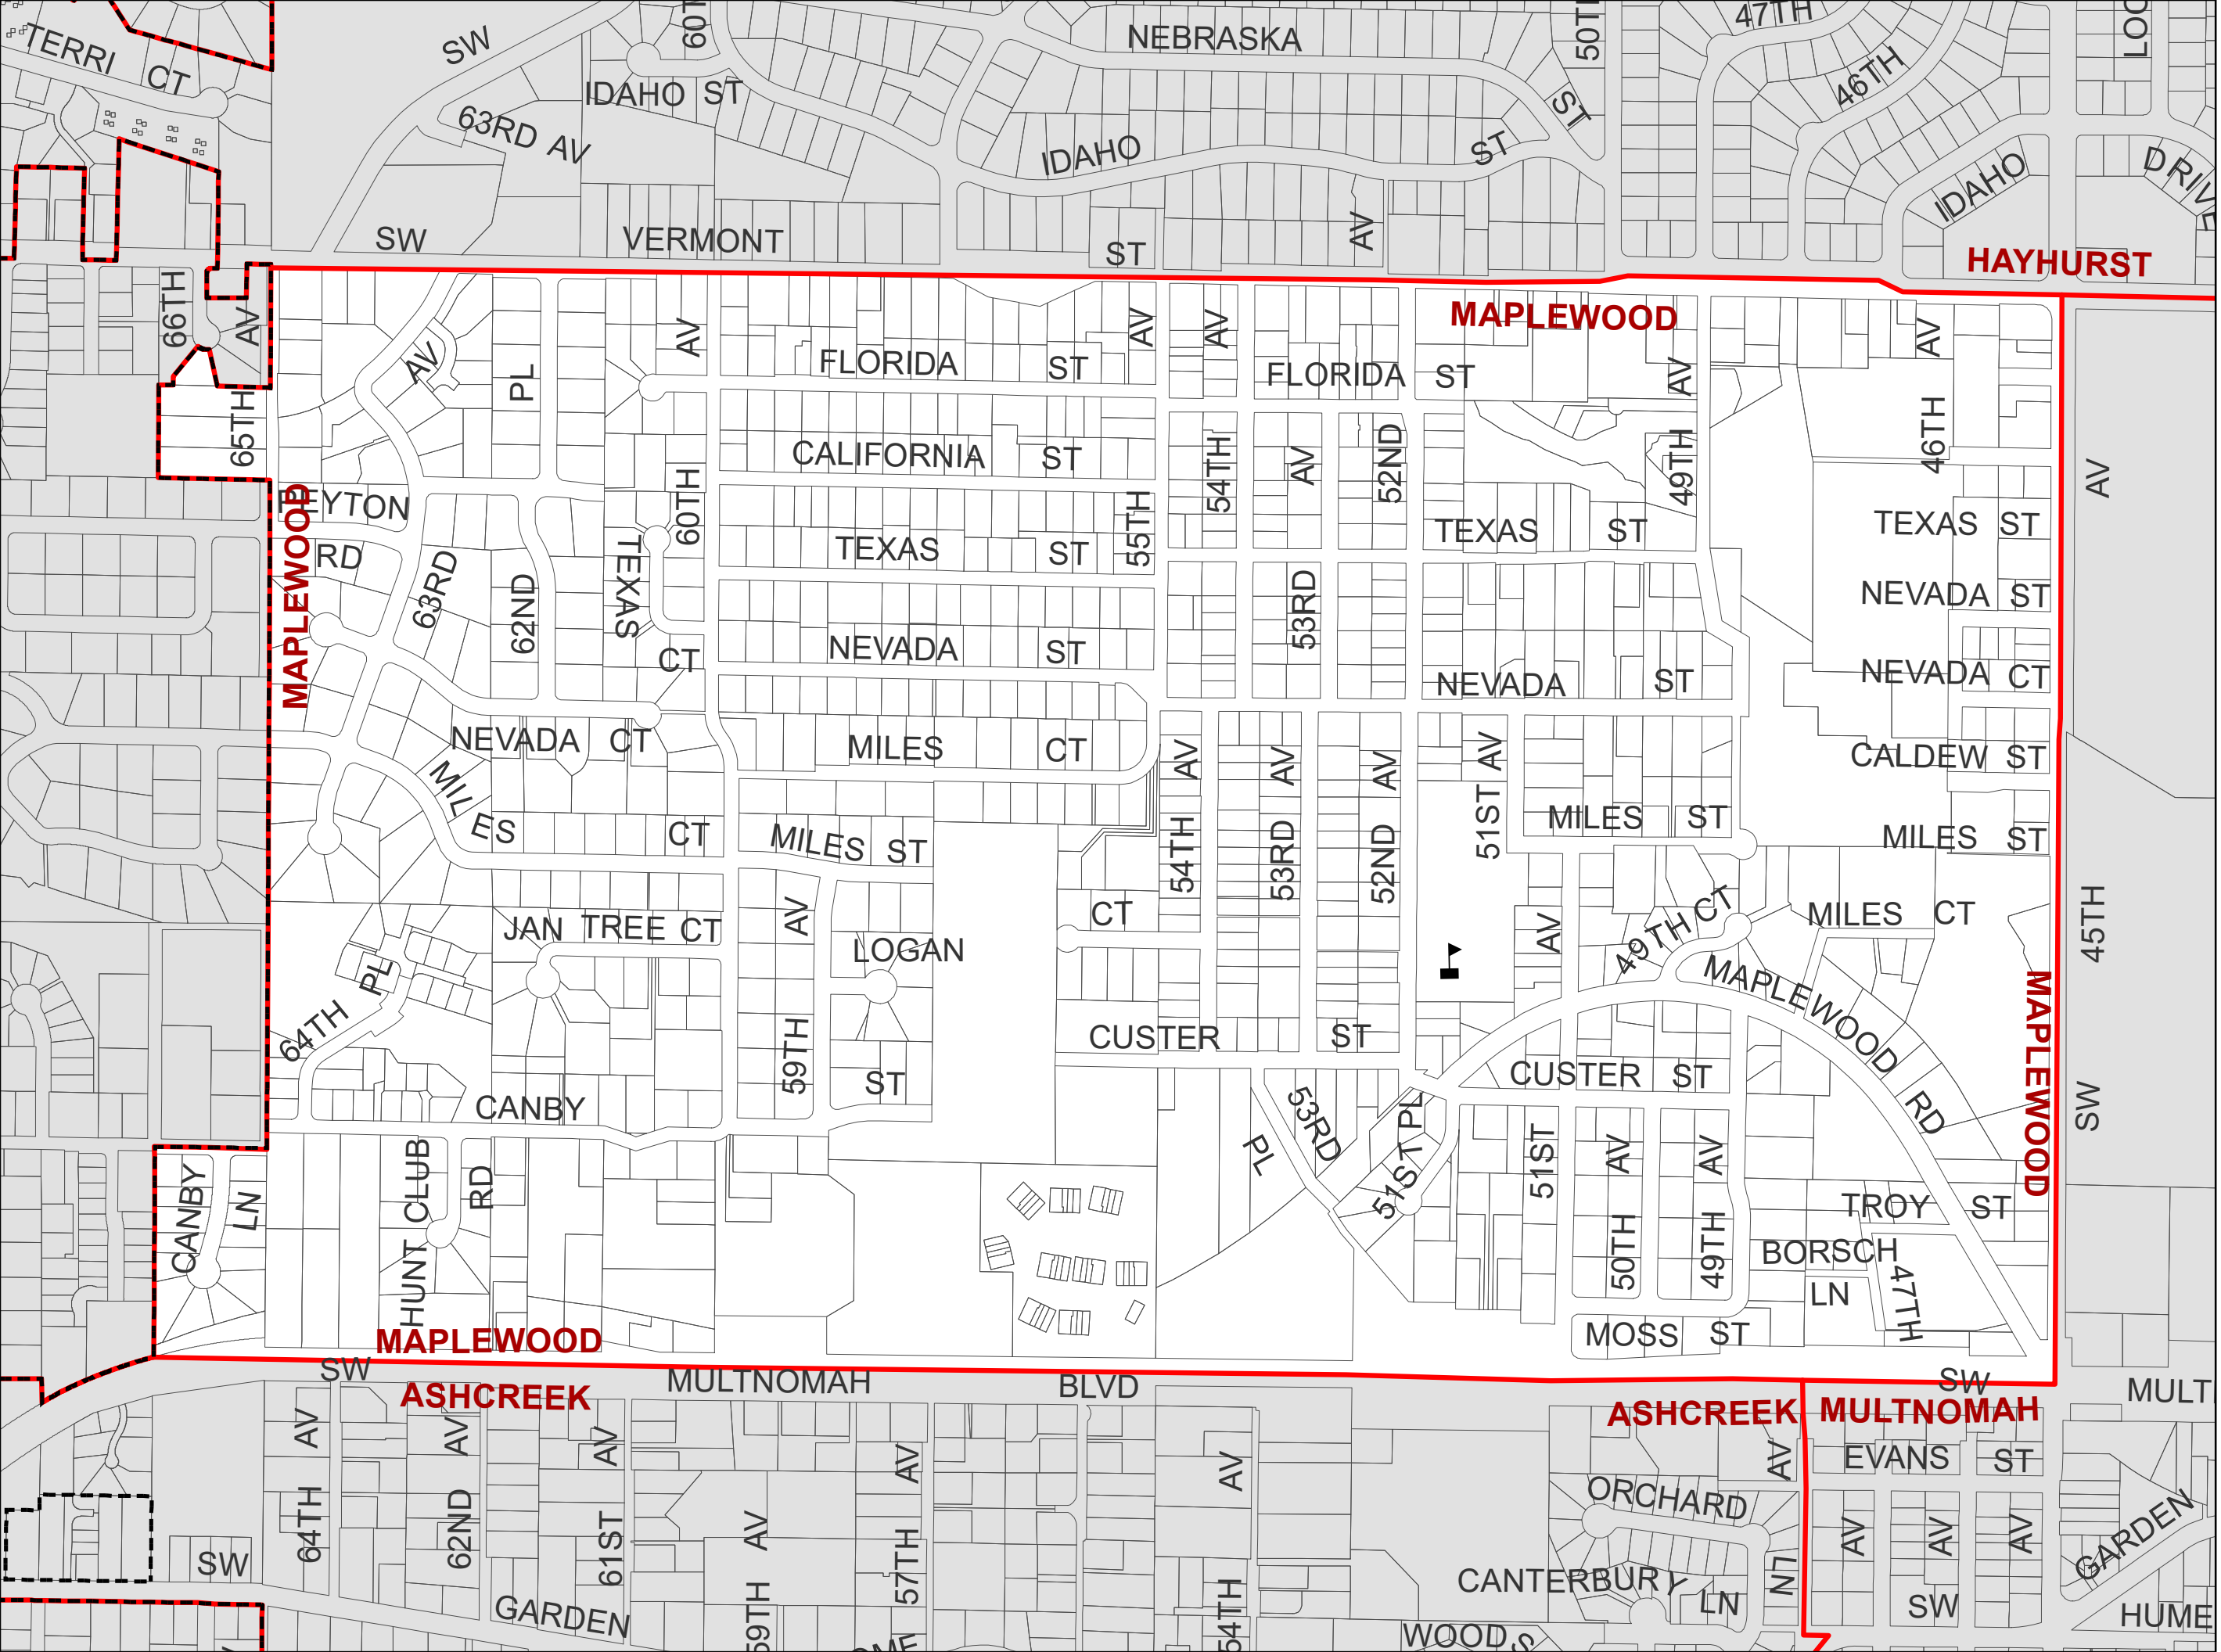 TERRI CT
SW
60T
NEBRASKA
50TH
47TH
46TH
LOC
IDAHO ST
63RD AV
IDAHO ST
ST
AV
IDAHO
DRIVE
SW VERMONT ST
HAYHURST
66TH AV
MAPLEWOOD
AV
PL
AV
FLORIDA ST
AV
AV
FLORIDA ST
AV
AV
65TH
CALIFORNIA ST
54TH
AV
52ND
49TH
46TH
AV
PEYTON RD
MAPLEWOOD
63RD
62ND
TEXAS CT
60TH
TEXAS ST
55TH
53RD
TEXAS ST
TEXAS ST
NEVADA ST
NEVADA ST
NEVADA ST
NEVADA CT
NEVADA CT
MILES CT
AV
AV
AV
AV
CALDEW ST
MILES CT
MILES ST
54TH
53RD
52ND
51ST
MILES ST
MILES ST
JAN TREE CT
AV
LOGAN
CT
AV
49TH CT
MILES CT
45TH
64TH PL
59TH
ST
CUSTER ST
MAPLEWOOD RD
MAPLEWOOD
CUSTER ST
SW
CANBY
53RD PL
51ST PL
51ST
AV
AV
CANBY LN
HUNT CLUB RD
50TH
49TH
TROY ST
BORSCH LN
47TH
MOSS ST
MAPLEWOOD
SW MULTNOMAH BLVD
SW
MULT
ASHCREEK
ASHCREEK
MULTNOMAH
AV
AV
AV
AV
AV
AV
AV
EVANS ST
64TH
62ND
61ST
57TH
ORCHARD LN
AV
AV
AV
GARDEN
SW
GARDEN
59TH
54TH
CANTERBURY LN
SW
HUME
OME
WOODS